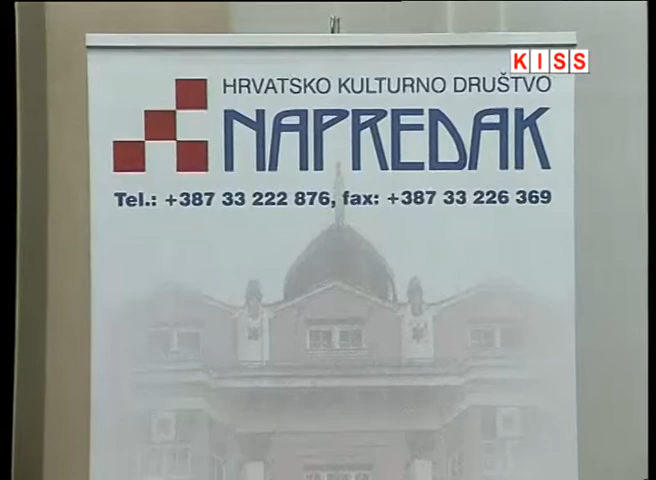 KISS
HRVATSKO KULTURNO DRUŠTVO
NAPREDAK
Tel.: +387 33 222 876, fax: +387 33 226 369